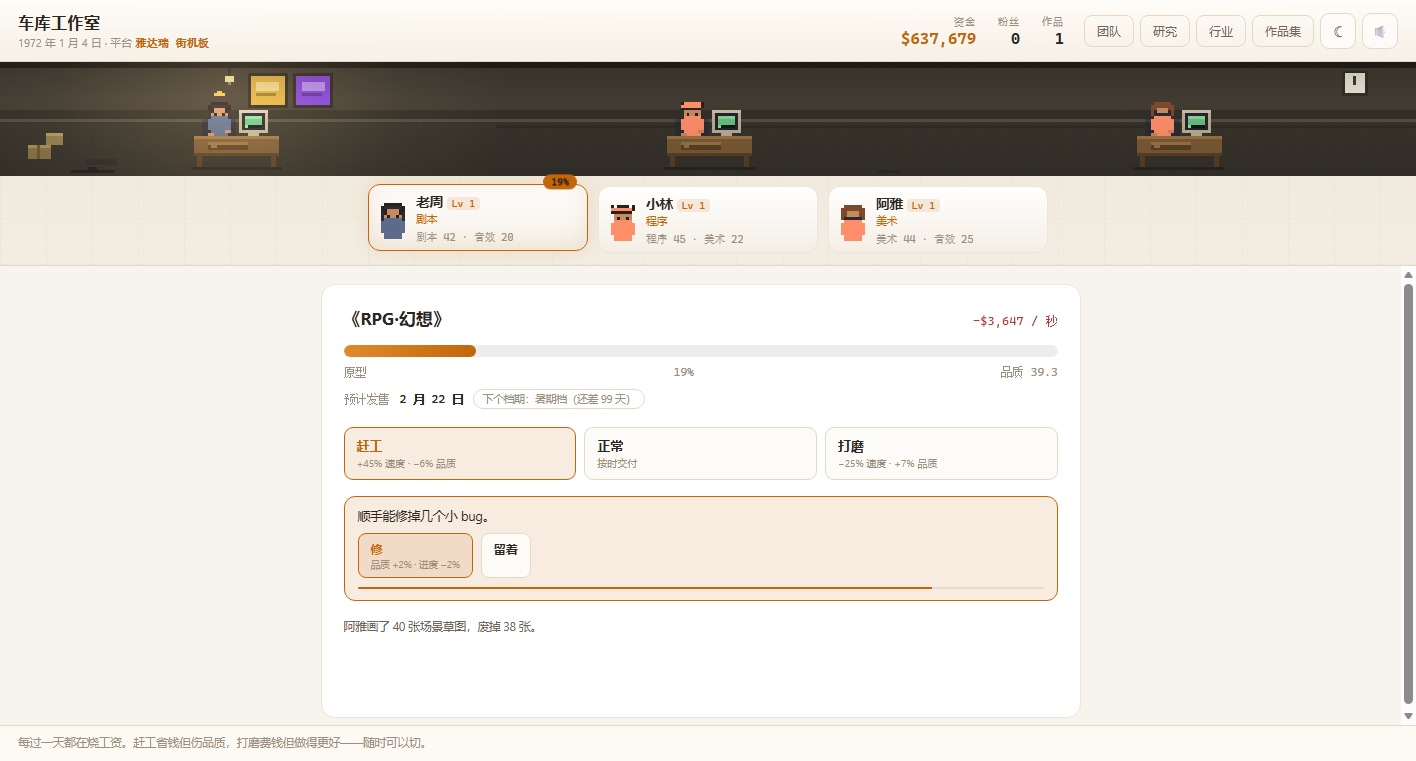 车库工作室
1972 年 1 月 4 日 · 平台 雅达瑞 街机板
资金 粉丝 作品
$637,679 0 1
团队 研究 行业 作品集
19%
老周 Lv 1
剧本
剧本 42 · 音效 20
小林 Lv 1
程序
程序 45 · 美术 22
阿雅 Lv 1
美术
美术 44 · 音效 25
《RPG·幻想》
−$3,647 / 秒
原型 19% 品质 39.3
预计发售 2 月 22 日 下个档期：暑期档（还差 99 天）
赶工
+45% 速度 · −6% 品质
正常
按时交付
打磨
−25% 速度 · +7% 品质
顺手能修掉几个小 bug。
修
品质 +2% · 进度 −2%
留着
阿雅画了 40 张场景草图，废掉 38 张。
每过一天都在烧工资。赶工省钱但伤品质，打磨费钱但做得更好——随时可以切。